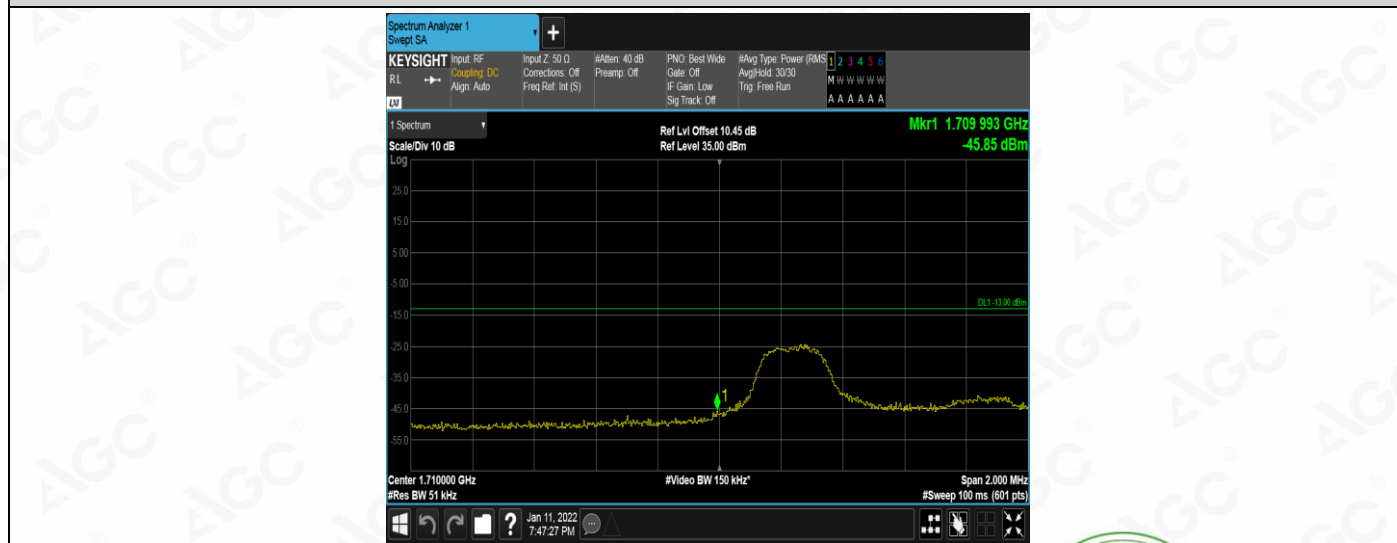 Spectrum Analyzer 1
Swept SA
+
KEYSIGHT
RL
LXI
Input: RF
Coupling: DC
Align: Auto
Input Z: 50 Ω
Corrections: Off
Freq Ref: Int (S)
#Atten: 40 dB
Preamp: Off
PNO: Best Wide
Gate: Off
IF Gain: Low
Sig Track: Off
#Avg Type: Power (RMS
Avg|Hold: 30/30
Trig: Free Run
1 2 3 4 5 6
M W W W W W
A A A A A A
1 Spectrum
Scale/Div 10 dB
Ref Lvl Offset 10.45 dB
Ref Level 35.00 dBm
Mkr1 1.709 993 GHz
-45.85 dBm
Log
25.0
15.0
5.00
-5.00
DL1 -13.00 dBm
-15.0
-25.0
-35.0
1
-45.0
-55.0
Center 1.710000 GHz
#Video BW 150 kHz*
Span 2.000 MHz
#Res BW 51 kHz
#Sweep 100 ms (601 pts)
?
Jan 11, 2022
7:47:27 PM
AGC